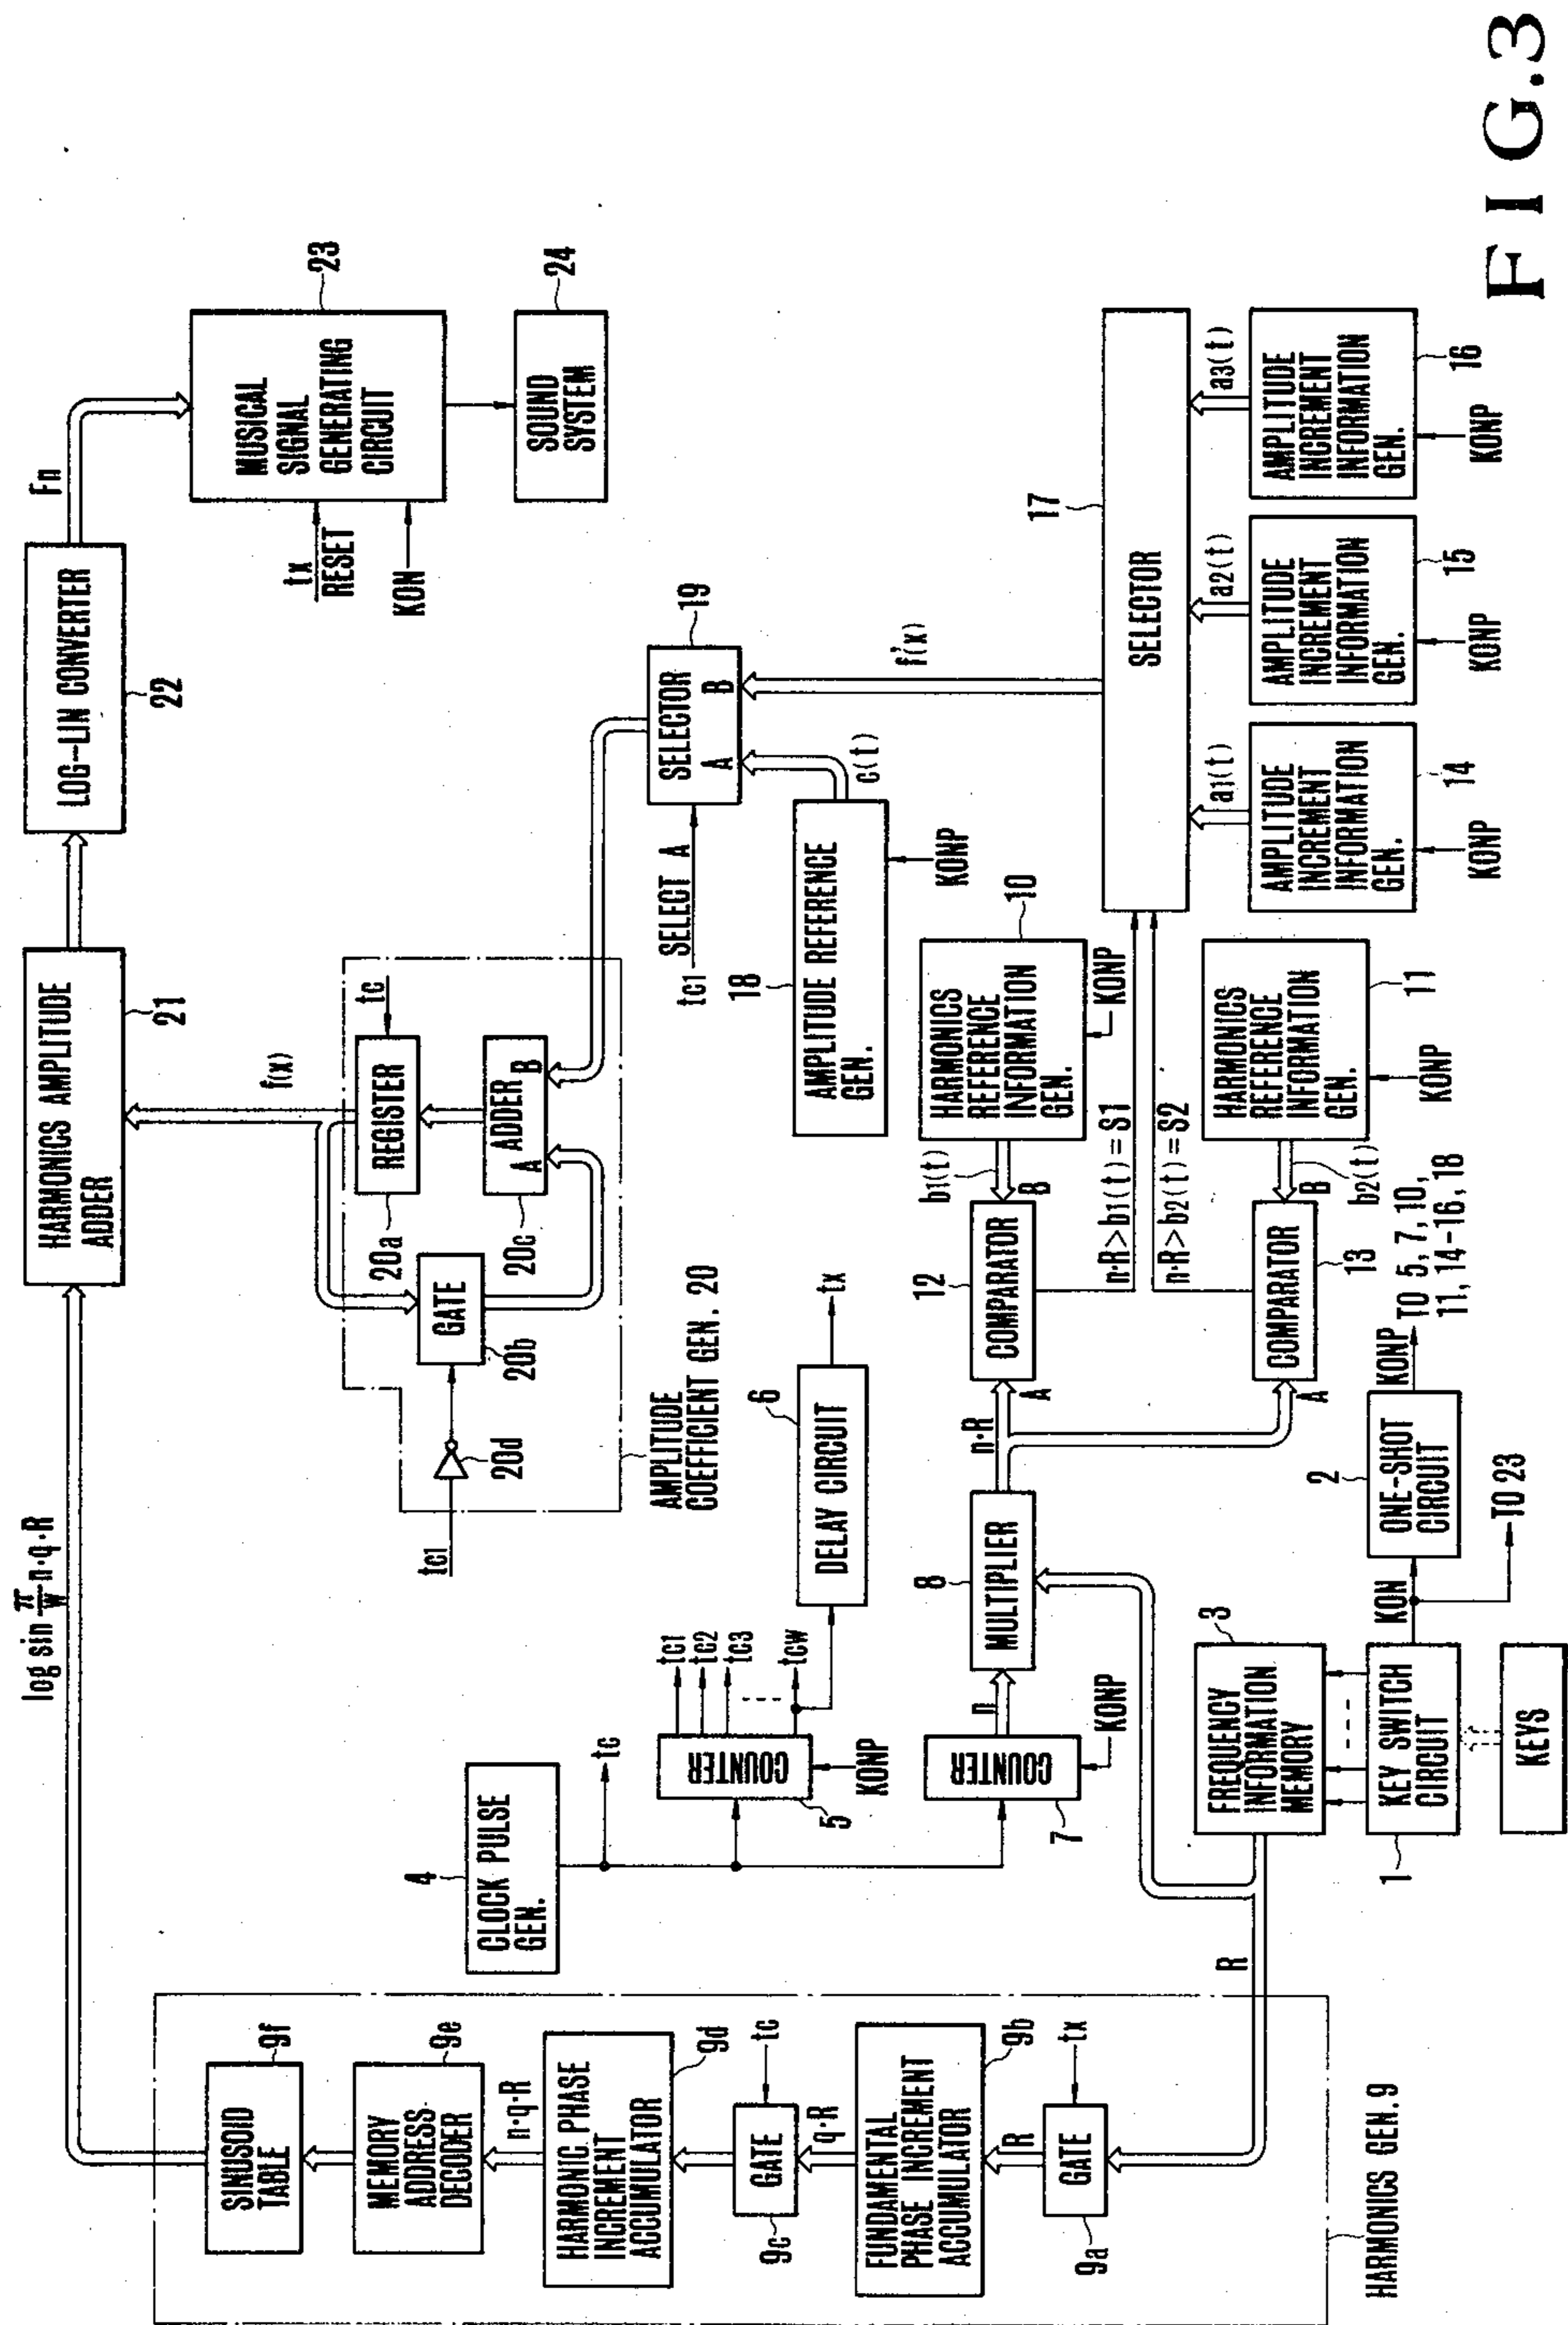 HARMONICS GEN. 9
SINUSOID
TABLE
9f
MEMORY
ADDRESS
DECODER
9e
n·q·R
HARMONIC PHASE
INCREMENT
ACCUMULATOR
9d
GATE
9c
tc
q·R
FUNDAMENTAL
PHASE INCREMENT
ACCUMULATOR
9b
R
GATE
9a
tx
R
log sin π/W n·q·R
4
CLOCK PULSE
GEN.
tc
COUNTER
5
KONP
tc1
tc2
tc3
tcw
6
DELAY CIRCUIT
tx
COUNTER
7
KONP
n
8
MULTIPLIER
n·R
FREQUENCY
INFORMATION
MEMORY
3
KEY SWITCH
CIRCUIT
1
KEYS
KON
TO 23
2
ONE-SHOT
CIRCUIT
KONP
TO 5, 7, 10,
11, 14-16, 18
A
COMPARATOR
12
B
b1(t)
A
COMPARATOR
13
B
b2(t)
HARMONICS
REFERENCE
INFORMATION
GEN.
10
KONP
HARMONICS
REFERENCE
INFORMATION
GEN.
11
KONP
n·R>b1(t)=S1
n·R>b2(t)=S2
AMPLITUDE
COEFFICIENT GEN. 20
tc1
20d
GATE
20b
REGISTER
20a
tc
ADDER
A
B
20c
f(x)
HARMONICS AMPLITUDE
ADDER
21
LOG-LIN CONVERTER
22
Fn
MUSICAL
SIGNAL
GENERATING
CIRCUIT
23
tx
RESET
KON
SOUND
SYSTEM
24
SELECTOR
A
B
19
tc1
SELECT A
18
AMPLITUDE REFERENCE
GEN.
KONP
c(t)
f'(x)
17
SELECTOR
a1(t)
a2(t)
a3(t)
AMPLITUDE
INCREMENT
INFORMATION
GEN.
14
KONP
AMPLITUDE
INCREMENT
INFORMATION
GEN.
15
KONP
AMPLITUDE
INCREMENT
INFORMATION
GEN.
16
KONP
FIG.3